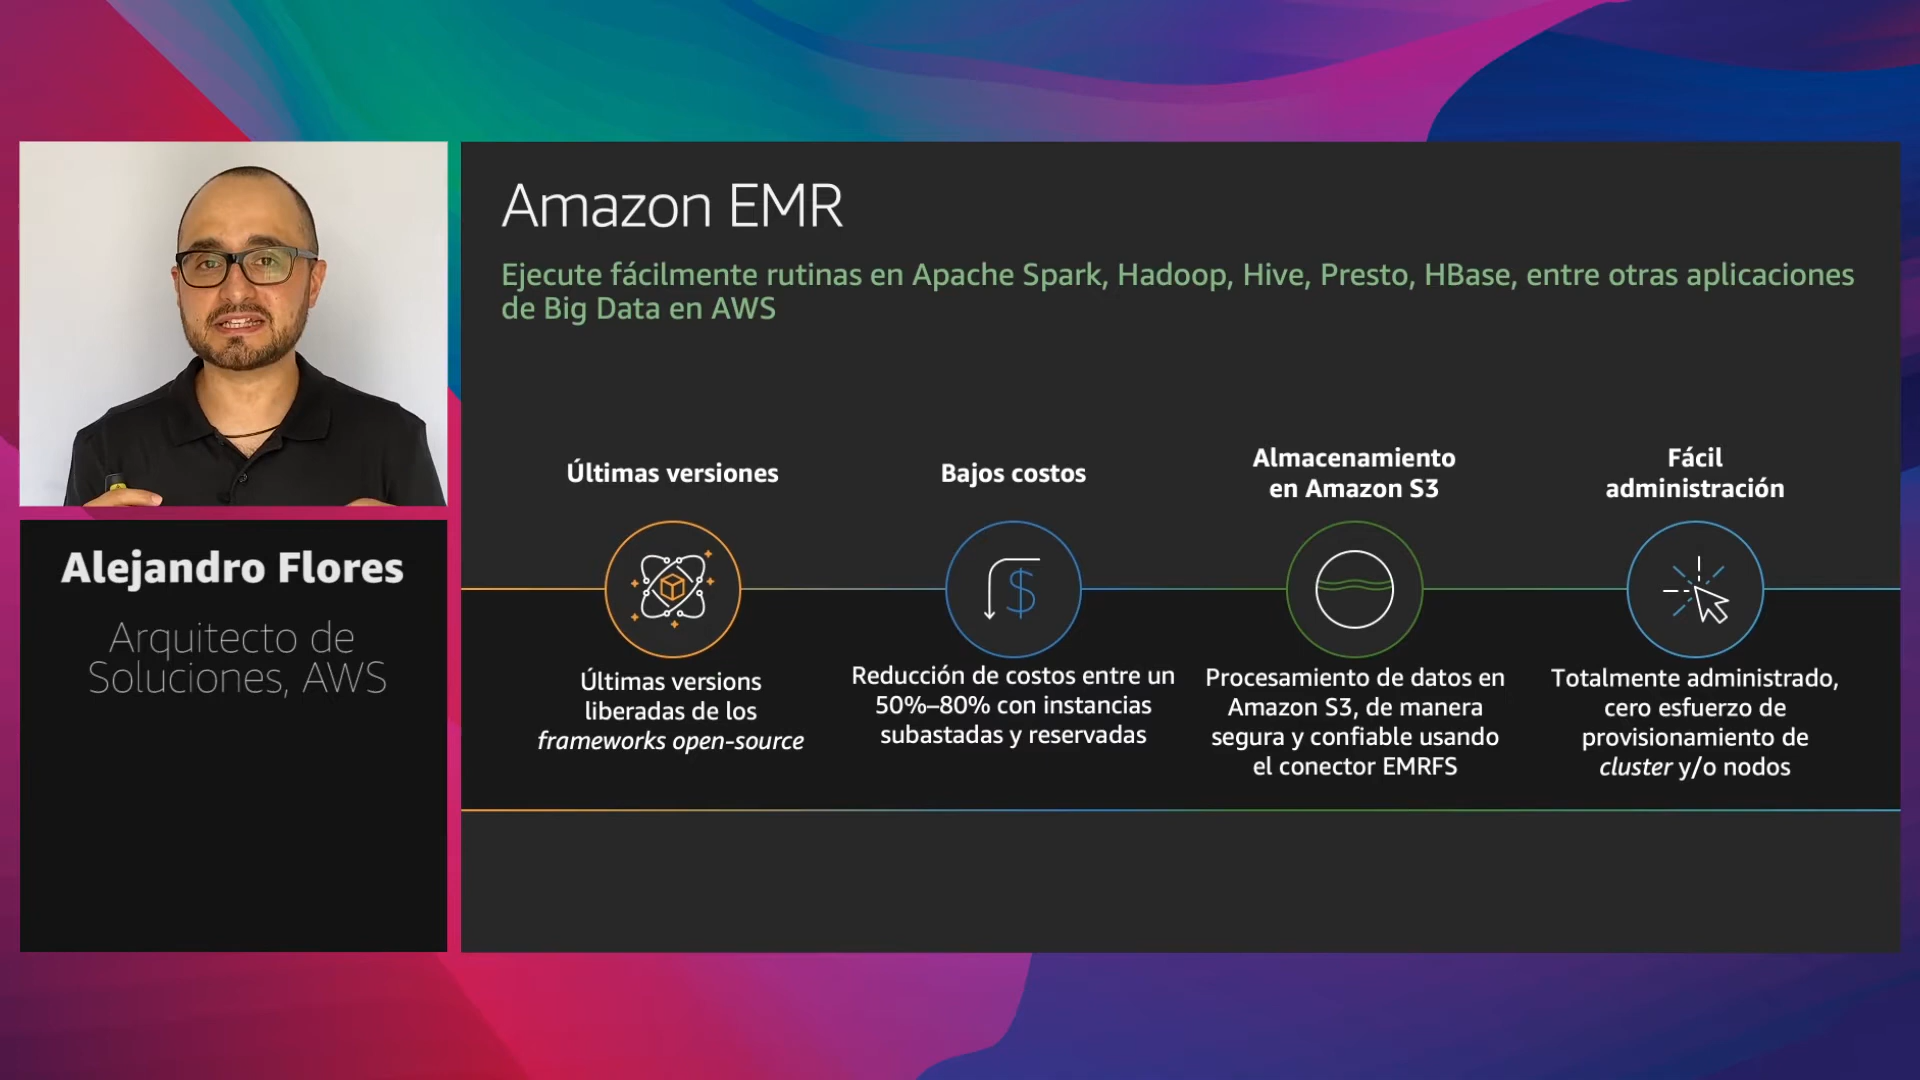 Amazon EMR
Ejecute fácilmente rutinas en Apache Spark, Hadoop, Hive, Presto, HBase, entre otras aplicaciones
de Big Data en AWS
Alejandro Flores
Arquitecto de
Soluciones, AWS
Últimas versiones
Últimas versions
liberadas de los
frameworks open-source
Bajos costos
$
Reducción de costos entre un
50%–80% con instancias
subastadas y reservadas
Almacenamiento
en Amazon S3
Procesamiento de datos en
Amazon S3, de manera
segura y confiable usando
el conector EMRFS
Fácil
administración
Totalmente administrado,
cero esfuerzo de
provisionamiento de
cluster y/o nodos